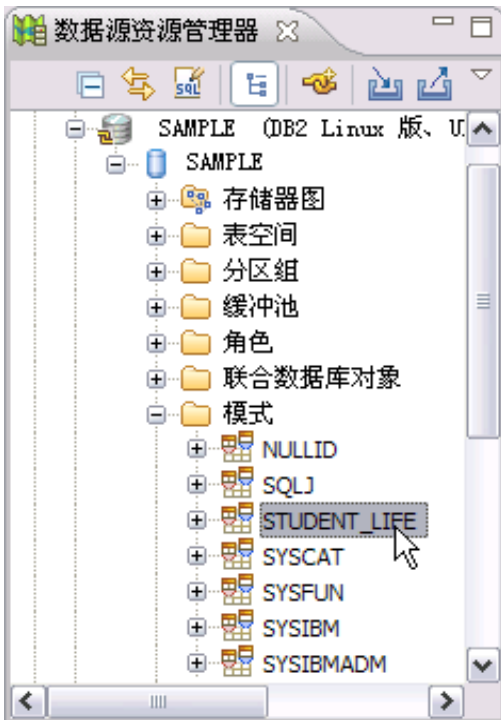 数据源资源管理器
SQL
SAMPLE (DB2 Linux 版、
SAMPLE
存储器图
表空间
分区组
缓冲池
角色
联合数据库对象
模式
NULLID
SQLJ
STUDENT_LIFE
SYSCAT
SYSFUN
SYSIBM
SYSIBMADM